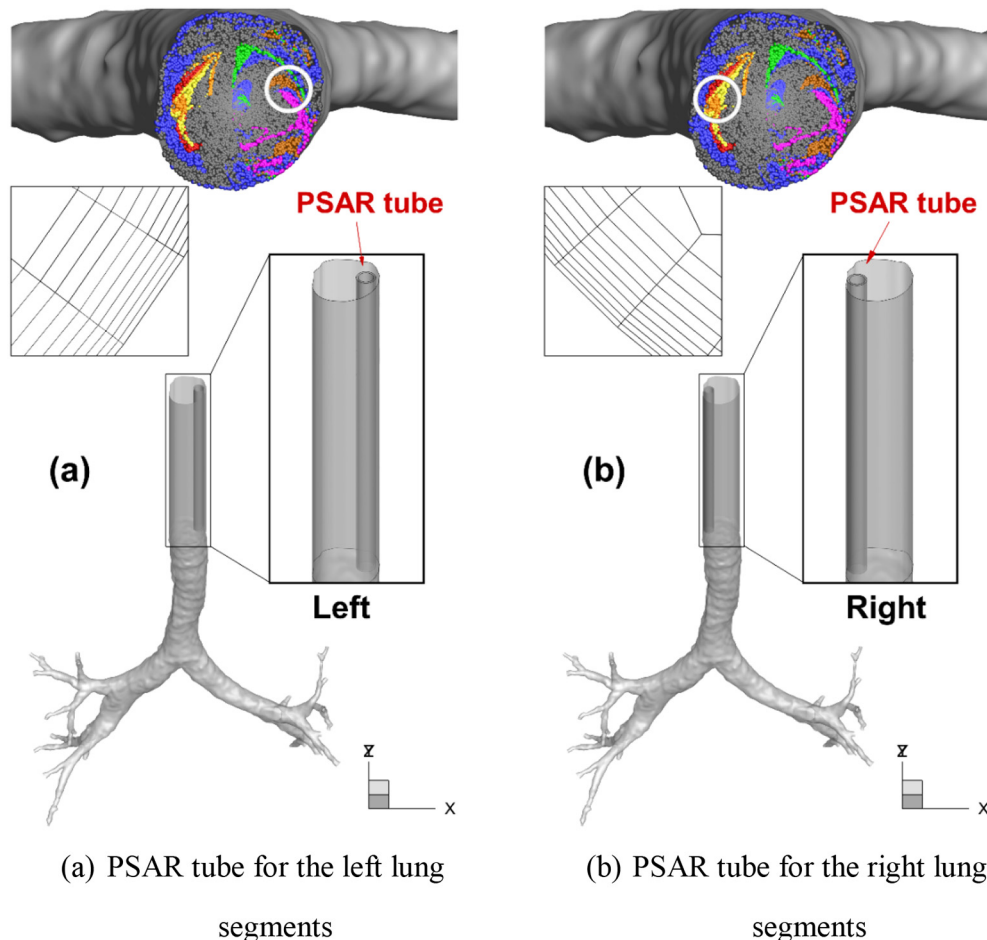 PSAR tube
PSAR tube
(a)
(b)
Left
Right
Z
X
Z
X
(a) PSAR tube for the left lung
segments
(b) PSAR tube for the right lung
segments